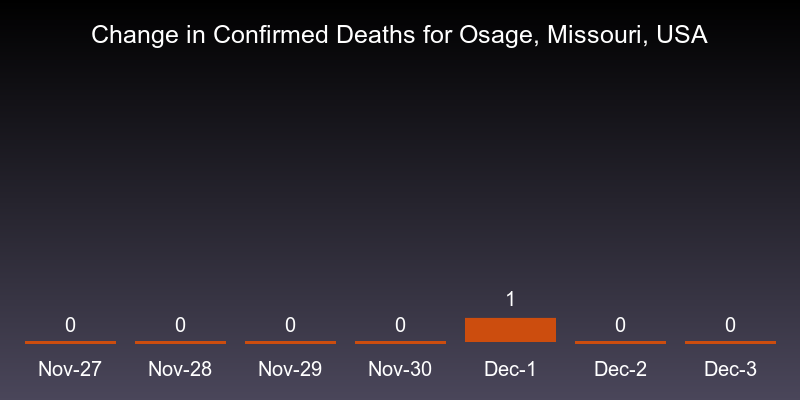 Change in Confirmed Deaths for Osage, Missouri, USA
0 0 0 0 1 0 0
Nov-27 Nov-28 Nov-29 Nov-30 Dec-1 Dec-2 Dec-3